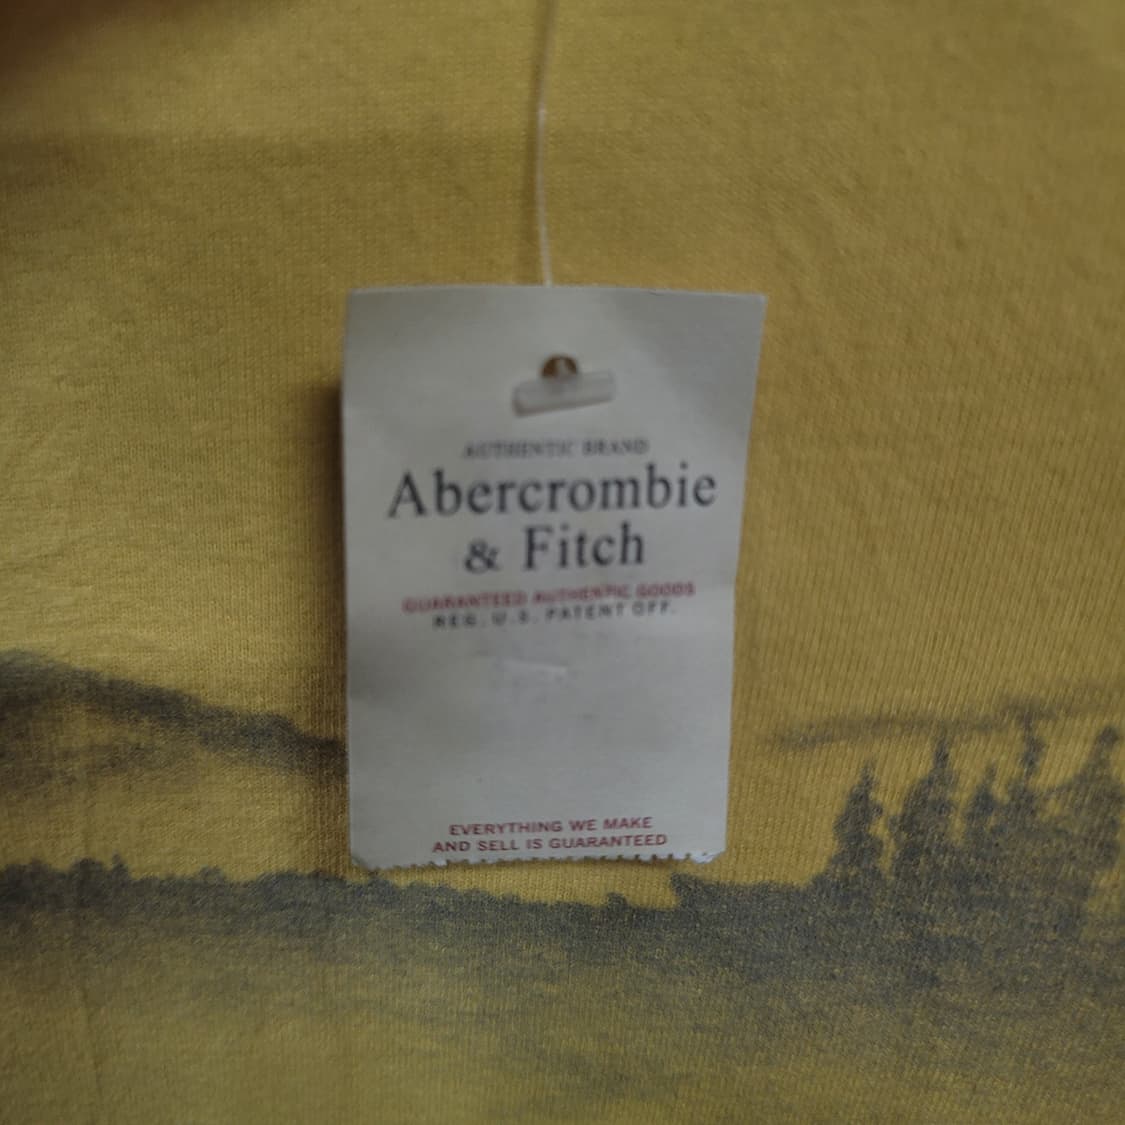 AUTHENTIC BRAND
Abercrombie
& Fitch
GUARANTEED AUTHENTIC GOODS
REG. U.S. PATENT OFF.
EVERYTHING WE MAKE
AND SELL IS GUARANTEED